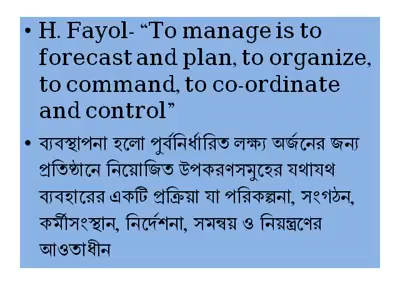 • H. Fayol- “To manage is to
forecast and plan, to organize,
to command, to co-ordinate
and control”
• ব্যবস্থাপনা হলো পুর্বনির্ধারিত লক্ষ্য অর্জনের জন্য
প্রতিষ্ঠানে নিয়োজিত উপকরণসমুহের যথাযথ
ব্যবহারের একটি প্রক্রিয়া যা পরিকল্পনা, সংগঠন,
কর্মীসংস্থান, নির্দেশনা, সমন্বয় ও নিয়ন্ত্রণের
আওতাধীন